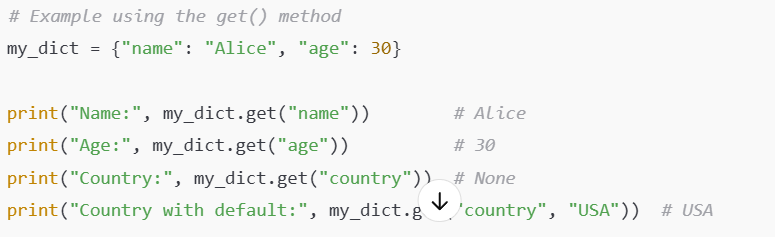 # Example using the get() method
my_dict = {"name": "Alice", "age": 30}
print("Name:", my_dict.get("name"))        # Alice
print("Age:", my_dict.get("age"))          # 30
print("Country:", my_dict.get("country"))  # None
print("Country with default:", my_dict.g "country", "USA"))  # USA